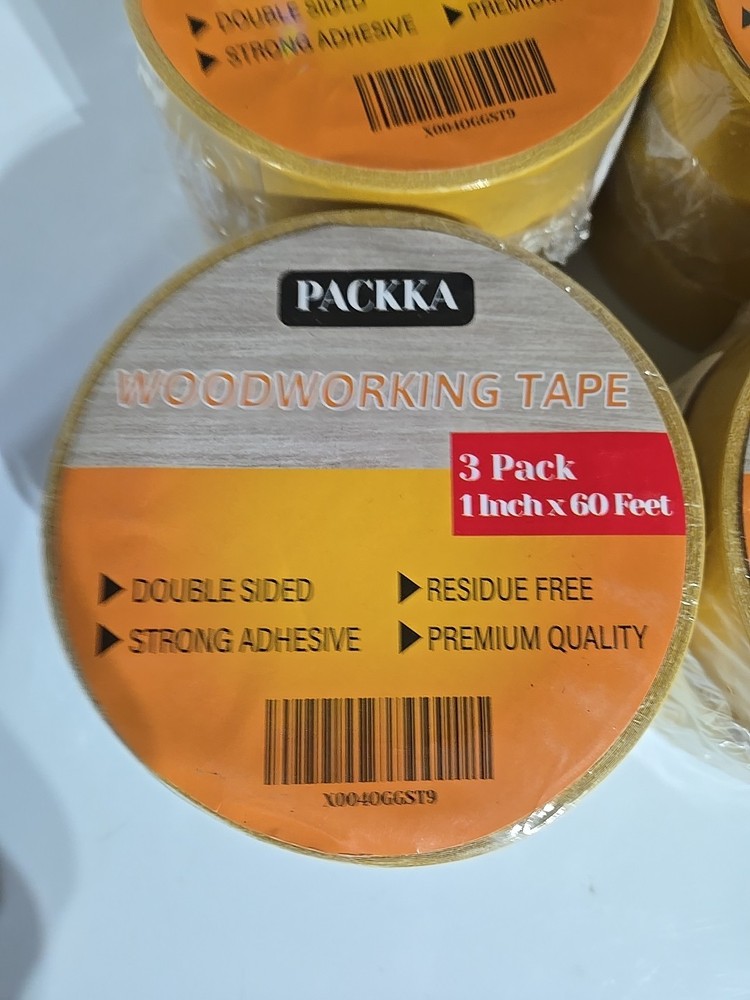 DOUBLE SIDED
STRONG ADHESIVE
X004OGGST9
PACKKA
WOODWORKING TAPE
3 Pack
1 Inch x 60 Feet
DOUBLE SIDED
RESIDUE FREE
STRONG ADHESIVE
PREMIUM QUALITY
X004OGGST9